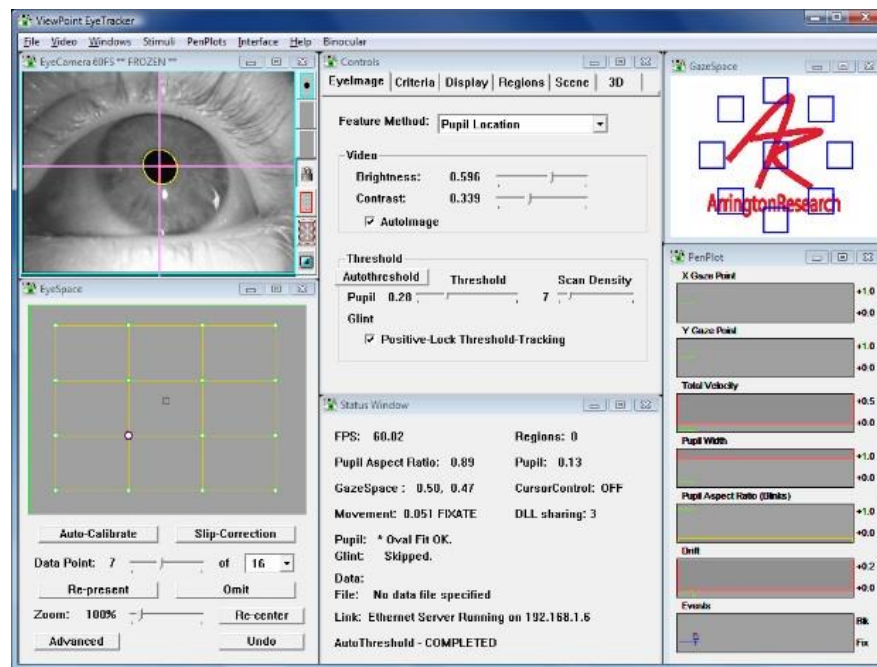 ViewPoint EyeTracker
File Video Windows Stimuli PenPlots Interface Help Binocular
EyeCamera 60FS ** FROZEN **
Controls
EyeImage Criteria Display Regions Scene 3D
Feature Method: Pupil Location
Video
Brightness: 0.596
Contrast: 0.339
AutoImage
Threshold
Autothreshold Threshold Scan Density
Pupil 0.20 7
Glint
Positive-Lock Threshold-Tracking
GazeSpace
AR
ArringtonResearch
EyeSpace
Auto-Calibrate Slip-Correction
Data Point: 7 of 16
Re-present Omit
Zoom: 100% Re-center
Advanced Undo
Status Window
FPS: 60.02 Regions: 0
Pupil Aspect Ratio: 0.89 Pupil: 0.13
GazeSpace : 0.50, 0.47 CursorControl: OFF
Movement: 0.051 FIXATE DLL sharing: 3
Pupil: * Oval Fit OK.
Glint: Skipped.
Data:
File: No data file specified
Link: Ethernet Server Running on 192.168.1.6
AutoThreshold - COMPLETED
PenPlot
X Gaze Point
+1.0
+0.0
Y Gaze Point
+1.0
+0.0
Total Velocity
+0.5
+0.0
Pupil Width
+1.0
+0.0
Pupil Aspect Ratio (Blinks)
+1.0
+0.0
Drift
+0.2
+0.0
Events
Blk
Fix